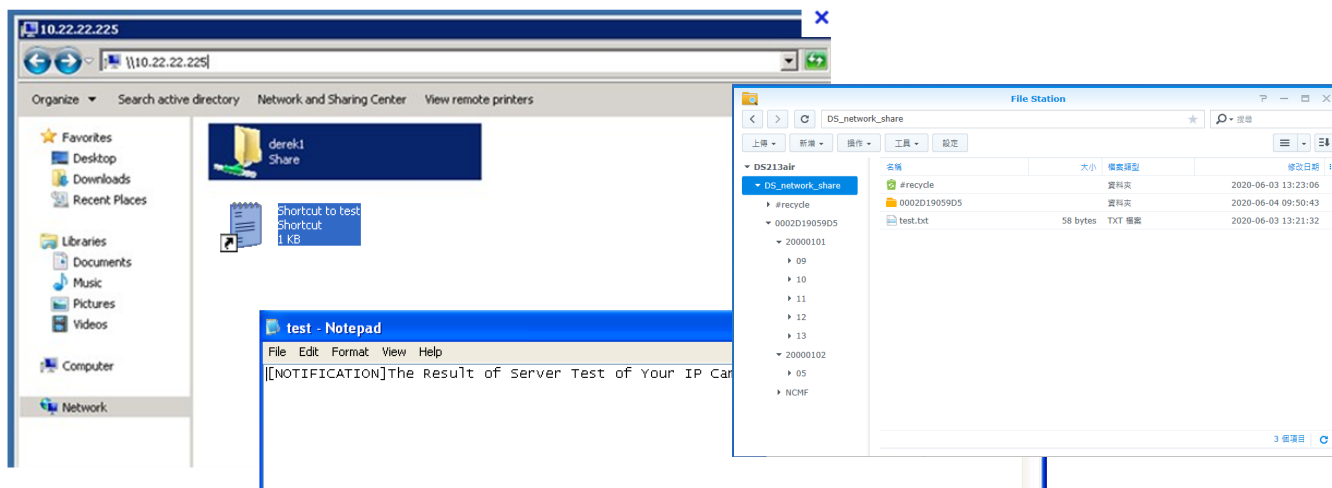 10.22.22.225
\\10.22.22.225
Organize
Search active directory
Network and Sharing Center
View remote printers
Favorites
Desktop
Downloads
Recent Places
Libraries
Documents
Music
Pictures
Videos
Computer
Network
derek1
Share
Shortcut to test
Shortcut
1 KB
test - Notepad
File Edit Format View Help
[NOTIFICATION]The Result of Server Test of Your IP Cam
File Station
DS_network_share
搜尋
上傳 新增 操作 工具 設定
DS213air
DS_network_share
#recycle
0002D19059D5
20000101
09
10
11
12
13
20000102
05
NCMF
名稱 大小 檔案類型 修改日期
#recycle 資料夾 2020-06-03 13:23:06
0002D19059D5 資料夾 2020-06-04 09:50:43
test.txt 58 bytes TXT 檔案 2020-06-03 13:21:32
3 個項目